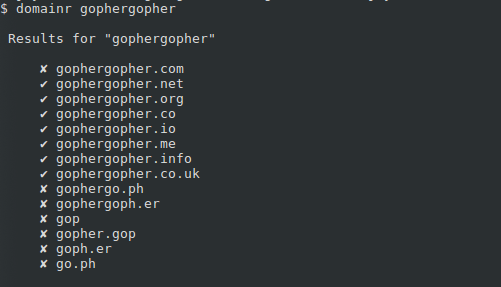 $ domainr gophergopher
Results for "gophergopher"
✘ gophergopher.com
✔ gophergopher.net
✔ gophergopher.org
✔ gophergopher.co
✔ gophergopher.io
✔ gophergopher.me
✔ gophergopher.info
✔ gophergopher.co.uk
✘ gophergo.ph
✘ gophergoph.er
✘ gop
✘ gopher.gop
✘ goph.er
✘ go.ph